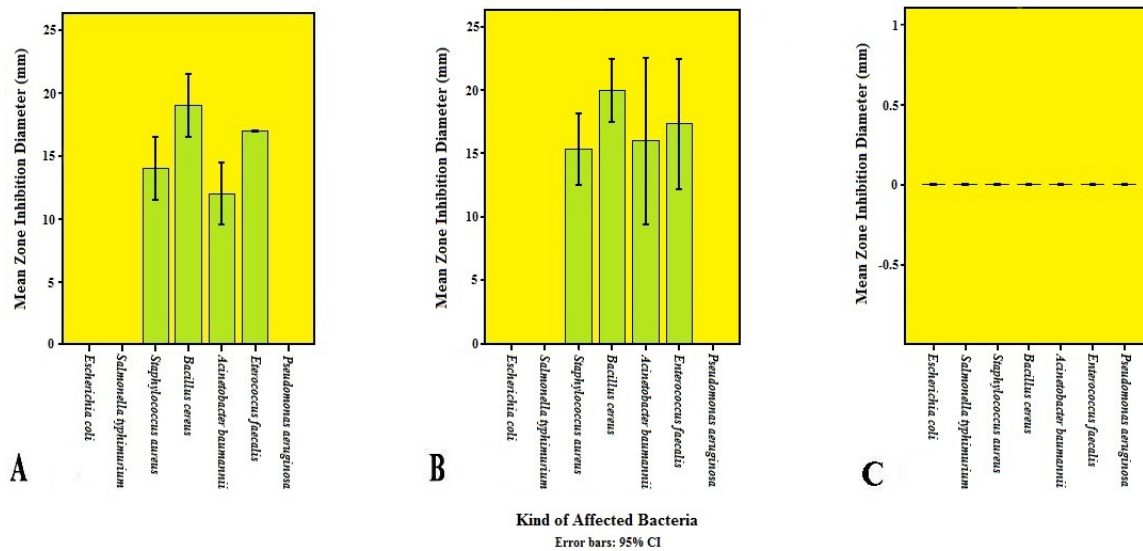 Mean Zone Inhibition Diameter (mm)
25
20
15
10
5
0
Escherichia coli
Salmonella typhimurium
Staphylococcus aureus
Bacillus cereus
Acinetobacter baumannii
Eterococcus faecalis
Pseudomonas aeruginosa
A
Mean Zone Inhibition Diameter (mm)
25
20
15
10
5
0
Escherichia coli
Salmonella typhimurium
Staphylococcus aureus
Bacillus cereus
Acinetobacter baumannii
Enterococcus faecalis
Pseudomonas aeruginosa
B
Mean Zone Inhibition Diameter (mm)
1
0.5
0
-0.5
Escherichia coli
Salmonella typhimurium
Staphylococcus aureus
Bacillus cereus
Acinetobacter baumannii
Enterococcus faecalis
Pseudomonas aeruginosa
C
Kind of Affected Bacteria
Error bars: 95% CI